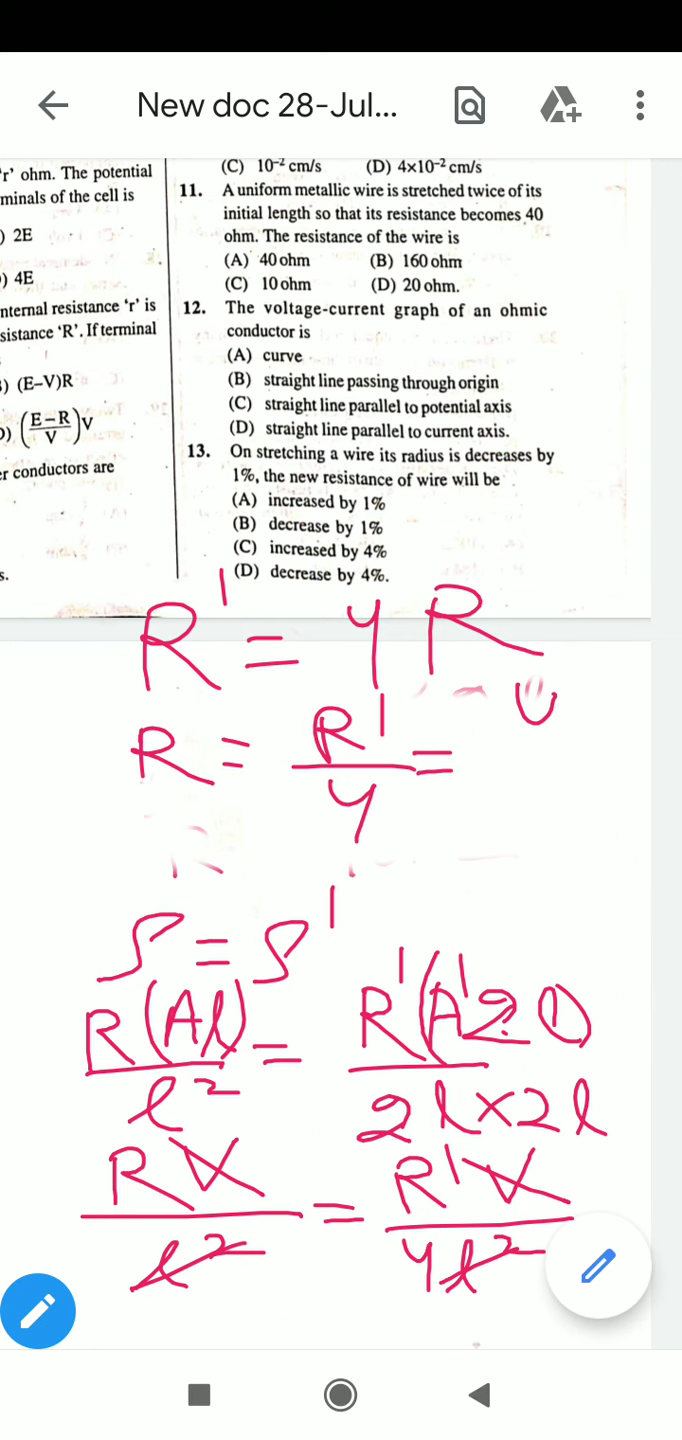 New doc 28-Jul...
'r' ohm. The potential
minals of the cell is
) 2E
) 4E
nternal resistance 'r' is
sistance 'R'. If terminal
) (E–V)R
) (E–R/V)V
er conductors are
s.
(C) 10⁻² cm/s (D) 4×10⁻² cm/s
11. A uniform metallic wire is stretched twice of its
initial length so that its resistance becomes 40
ohm. The resistance of the wire is
(A) 40 ohm (B) 160 ohm
(C) 10 ohm (D) 20 ohm.
12. The voltage-current graph of an ohmic
conductor is
(A) curve
(B) straight line passing through origin
(C) straight line parallel to potential axis
(D) straight line parallel to current axis.
13. On stretching a wire its radius is decreases by
1%, the new resistance of wire will be
(A) increased by 1%
(B) decrease by 1%
(C) increased by 4%
(D) decrease by 4%.
R' = 4 R
R = R'/4 =
S = S'
R(Al)/l² = R'(A'2l)/2l×2l
RV/l² = R'V/4l²